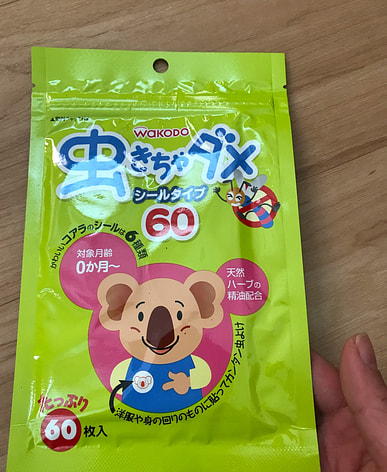 WAKODO
虫きちゃダメ
シールタイプ
60
かわいいコアラのシールは6種類
対象月齢
0か月~
天然
ハーブの
精油配合
洋服や身の回りのものに貼ってカンタン虫よけ
たっぷり
60枚入